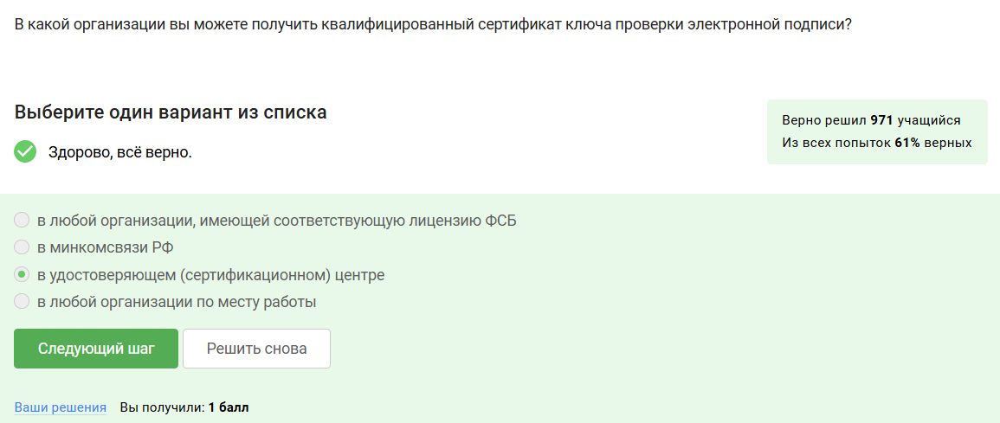 В какой организации вы можете получить квалифицированный сертификат ключа проверки электронной подписи?
Выберите один вариант из списка
Здорово, всё верно.
Верно решил 971 учащийся
Из всех попыток 61% верных
в любой организации, имеющей соответствующую лицензию ФСБ
в минкомсвязи РФ
в удостоверяющем (сертификационном) центре
в любой организации по месту работы
Следующий шаг
Решить снова
Ваши решения Вы получили: 1 балл